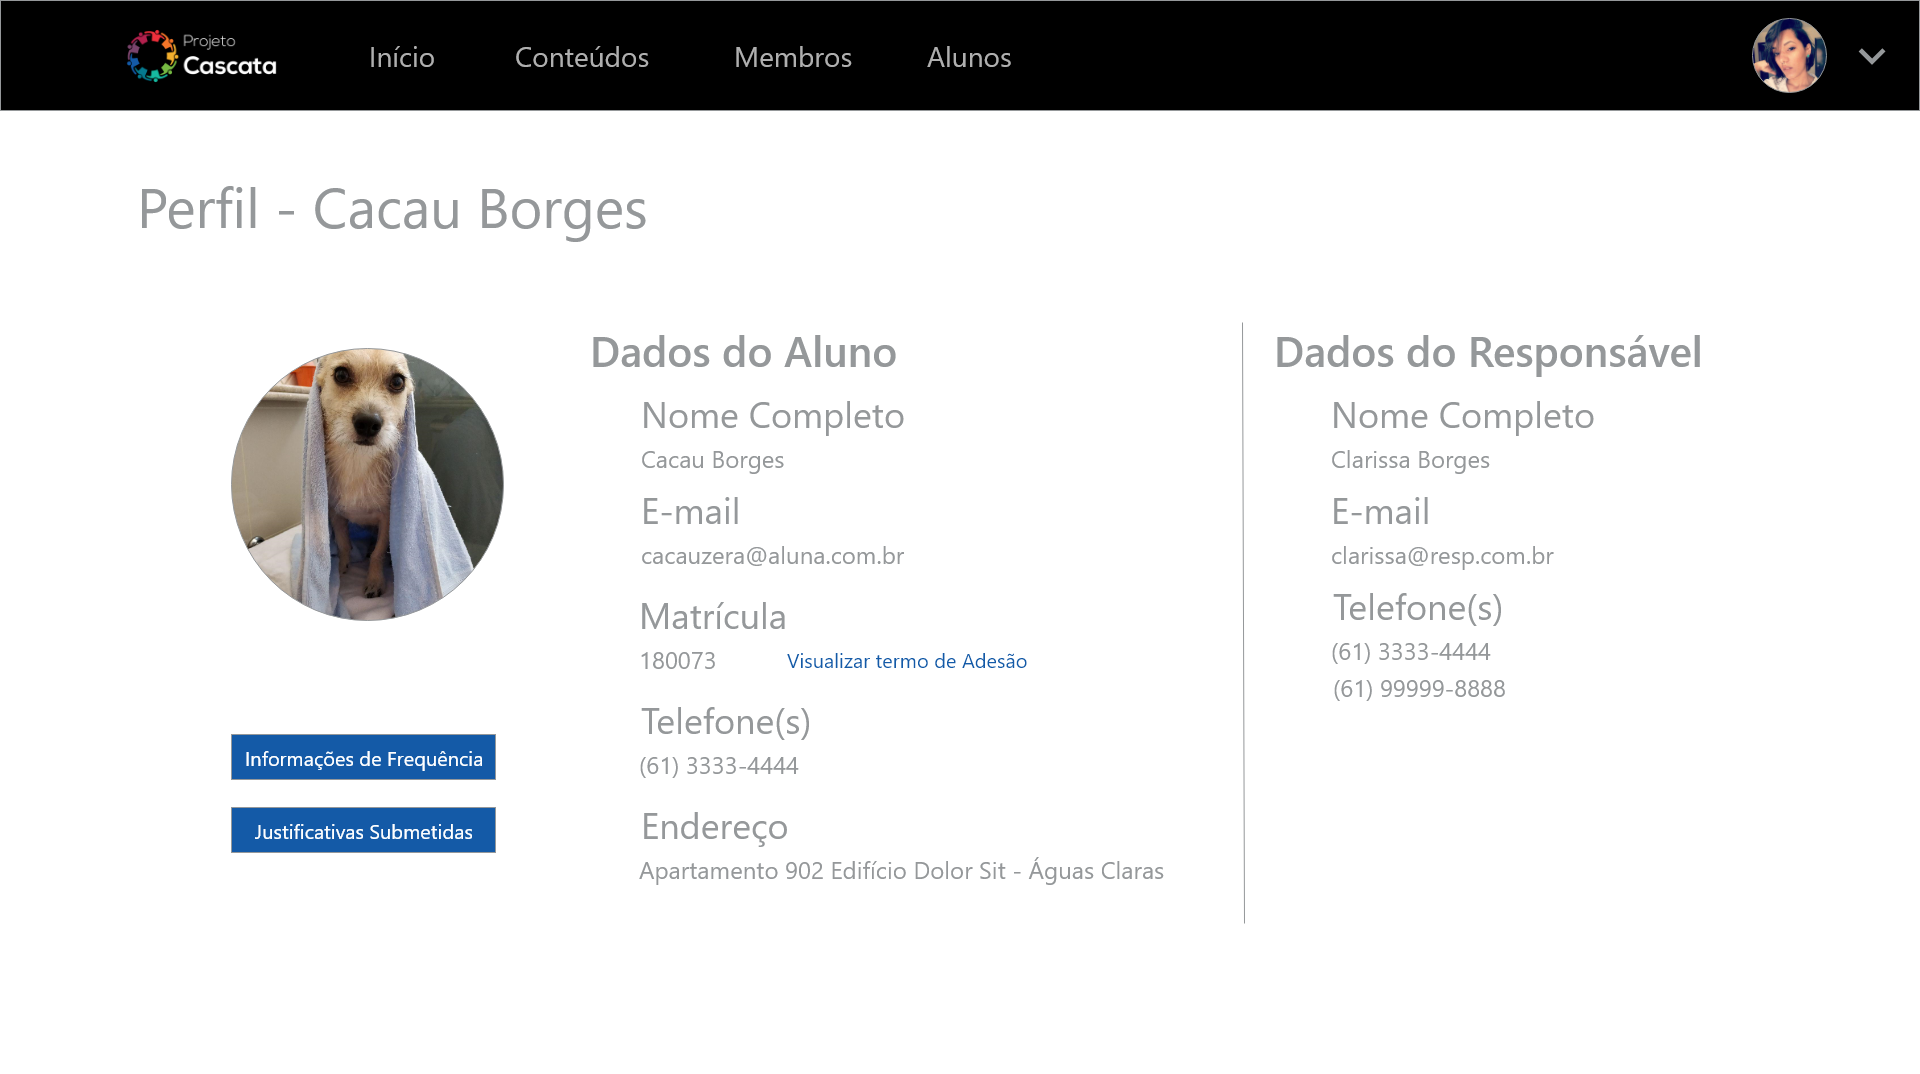 Projeto
Cascata
Início
Conteúdos
Membros
Alunos
Perfil - Cacau Borges
Dados do Aluno
Nome Completo
Cacau Borges
E-mail
cacauzera@aluna.com.br
Matrícula
180073
Visualizar termo de Adesão
Telefone(s)
(61) 3333-4444
Endereço
Apartamento 902 Edifício Dolor Sit - Águas Claras
Dados do Responsável
Nome Completo
Clarissa Borges
E-mail
clarissa@resp.com.br
Telefone(s)
(61) 3333-4444
(61) 99999-8888
Informações de Frequência
Justificativas Submetidas